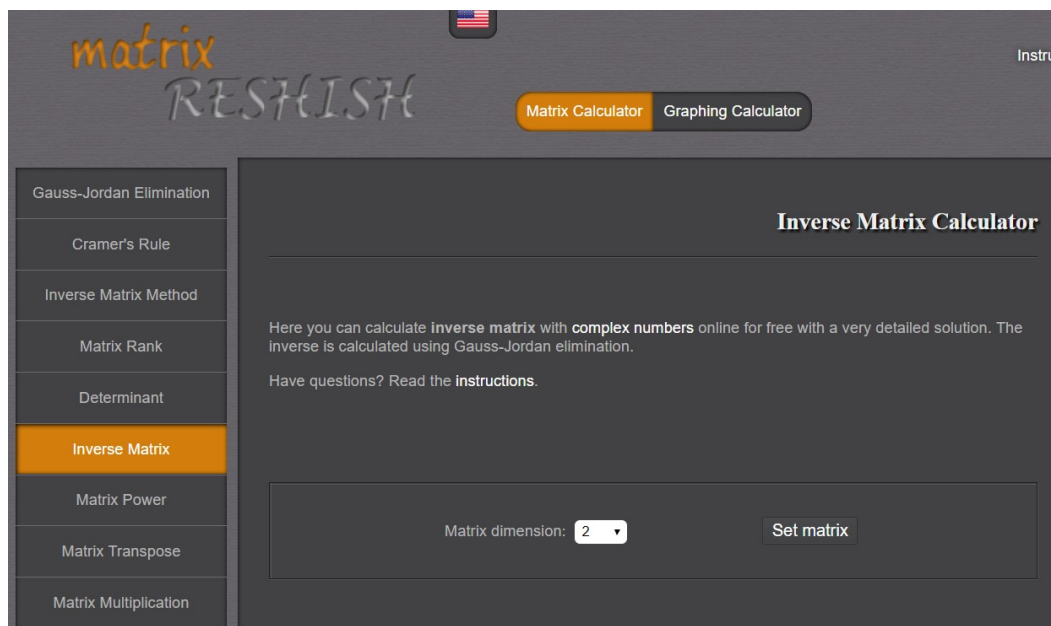 matrix
RESHISH
Matrix Calculator
Graphing Calculator
Gauss-Jordan Elimination
Cramer's Rule
Inverse Matrix Method
Matrix Rank
Determinant
Inverse Matrix
Matrix Power
Matrix Transpose
Matrix Multiplication
Inverse Matrix Calculator
Here you can calculate inverse matrix with complex numbers online for free with a very detailed solution. The
inverse is calculated using Gauss-Jordan elimination.
Have questions? Read the instructions.
Matrix dimension: 2
Set matrix